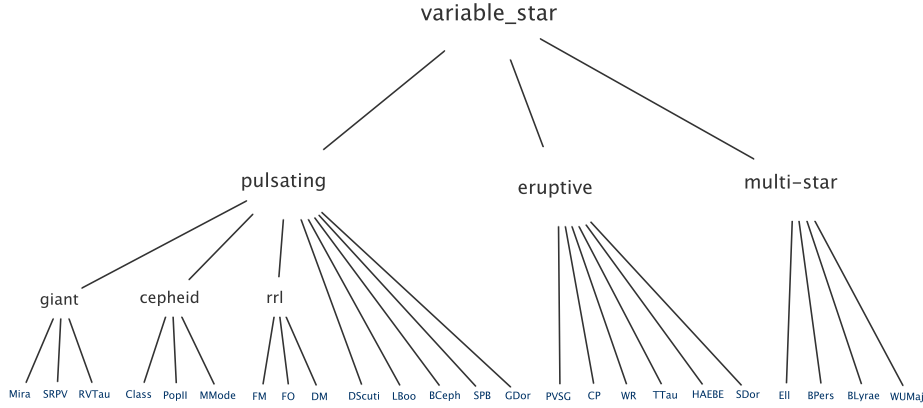 variable_star
pulsating
eruptive
multi-star
giant
cepheid
rrl
Mira SRPV RVTau Class PopII MMode FM FO DM DScuti LBoo BCeph SPB GDor PVSG CP WR TTau HAEBE SDor Ell BPers BLyrae WUMaj